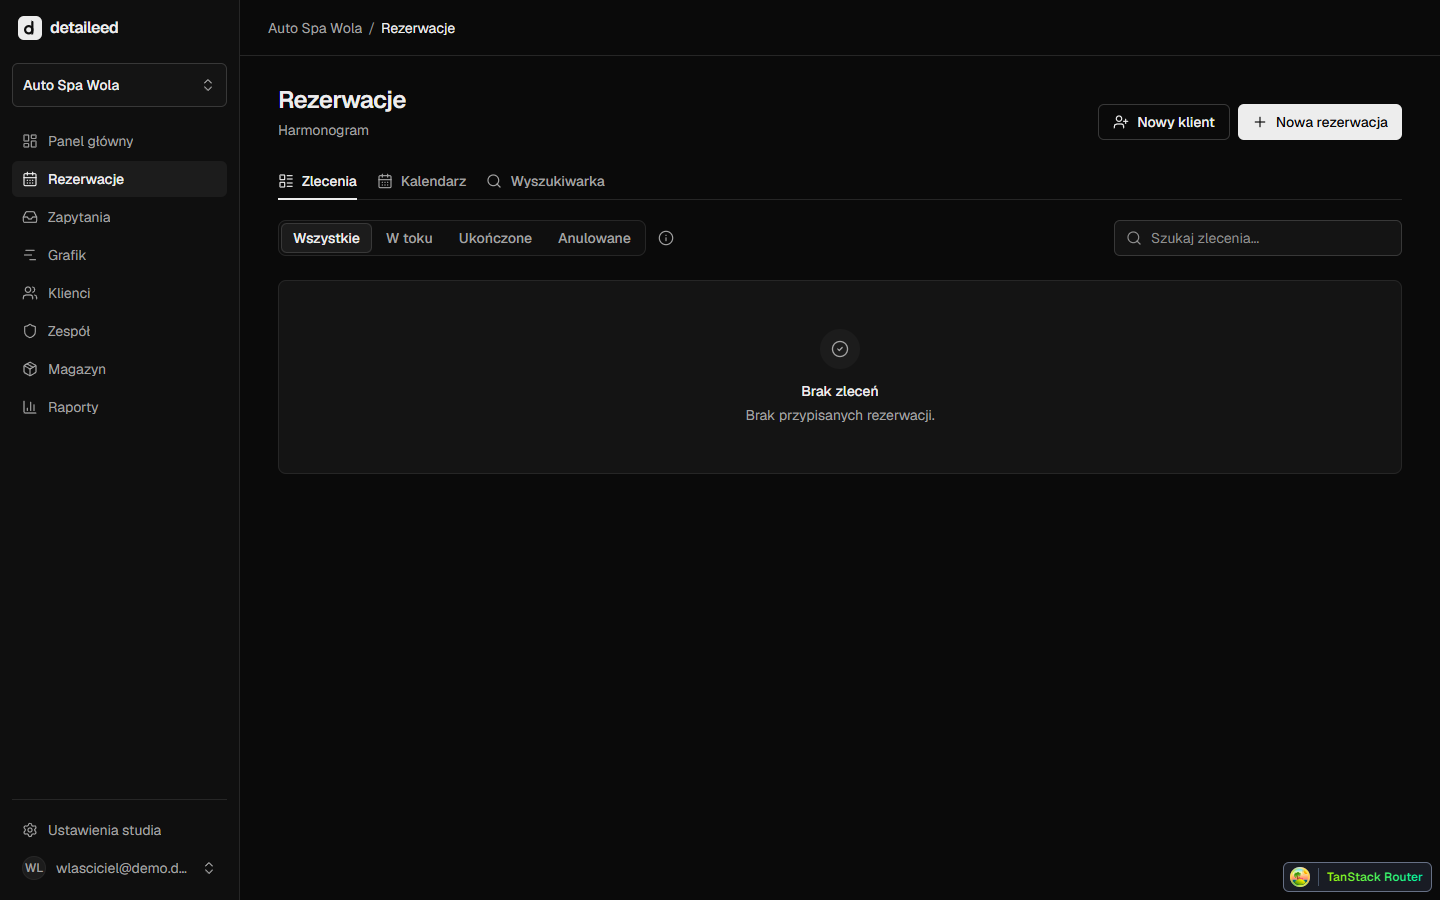 detaileed
Auto Spa Wola / Rezerwacje
Auto Spa Wola
Panel główny
Rezerwacje
Zapytania
Grafik
Klienci
Zespół
Magazyn
Raporty
Rezerwacje
Harmonogram
Nowy klient
Nowa rezerwacja
Zlecenia
Kalendarz
Wyszukiwarka
Wszystkie
W toku
Ukończone
Anulowane
Szukaj zlecenia...
Brak zleceń
Brak przypisanych rezerwacji.
Ustawienia studia
WL wlasciciel@demo.d...
TanStack Router